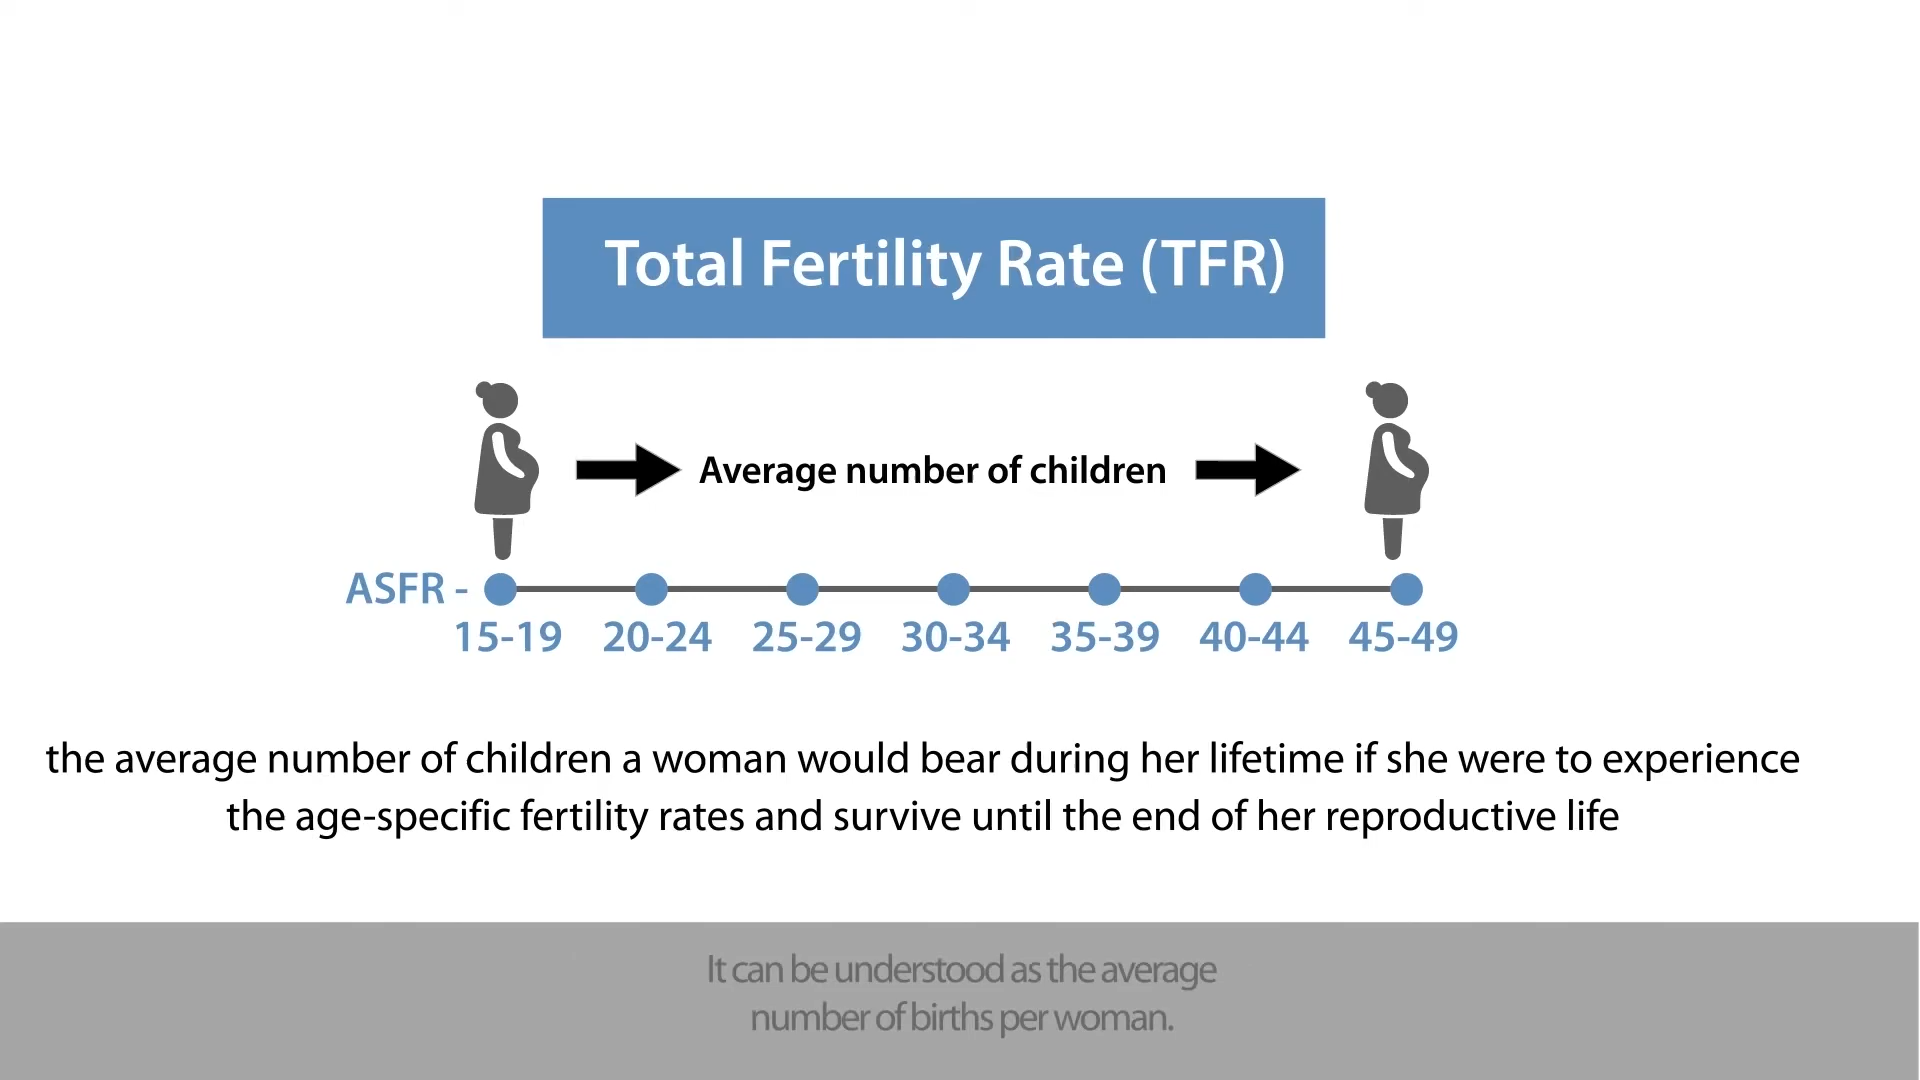 Total Fertility Rate (TFR)
Average number of children
ASFR -
15-19 20-24 25-29 30-34 35-39 40-44 45-49
the average number of children a woman would bear during her lifetime if she were to experience
the age-specific fertility rates and survive until the end of her reproductive life
It can be understood as the average
number of births per woman.